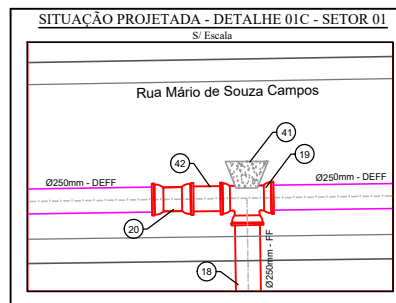 SITUAÇÃO PROJETADA - DETALHE 01C - SETOR 01
S/ Escala
Rua Mário de Souza Campos
41
42
19
Ø250mm - DEFF
Ø250mm - DEFF
20
Ø250mm - FF
18